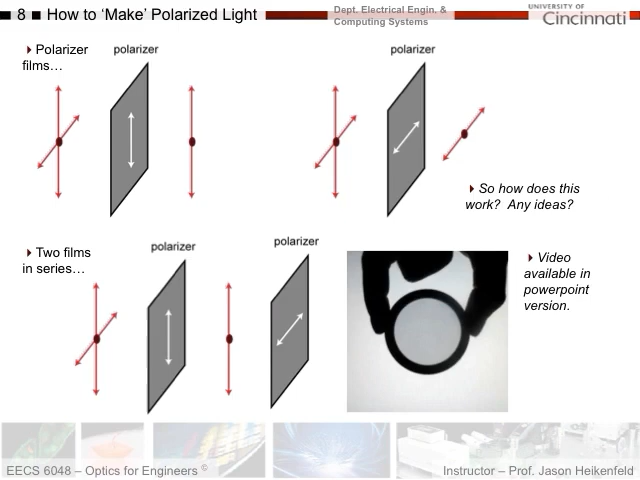 8 ■ How to ‘Make’ Polarized Light
Dept. Electrical Engin, &
Computing Systems
UNIVERSITY OF
Cincinnati
Polarizer
films…
polarizer
polarizer
So how does this
work? Any ideas?
Two films
in series…
polarizer
polarizer
Video
available in
powerpoint
version.
EECS 6048 – Optics for Engineers ©
Instructor – Prof. Jason Heikenfeld